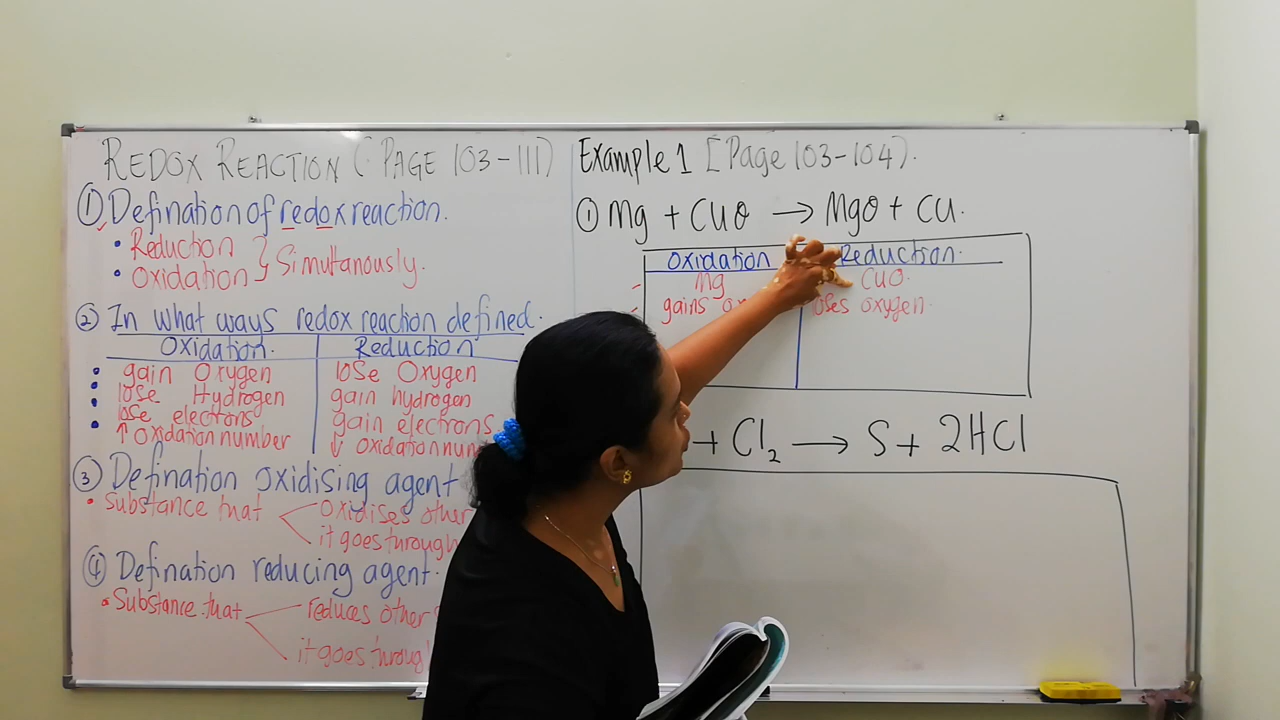 REDOX REACTION (PAGE 103-111)
① Defination of redox reaction.
• Reduction
• Oxidation
Simultanously.
② In what ways redox reaction defined.
Oxidation.
Reduction
• gain Oxygen
lose Oxygen
• lose Hydrogen
gain hydrogen
• lose electrons
gain electrons
• ↑ Oxidation number
↓ Oxidation num
③ Defination oxidising agent
• Substance that
oxidises other
it goes through
④ Defination reducing agent.
• Substance that
reduces other
it goes through
Example 1 [Page 103-104).
① Mg + CuO → MgO + Cu.
Oxidation
Reduction.
Mg
CuO.
gains
loses oxygen.
+ Cl₂ → S + 2HCl